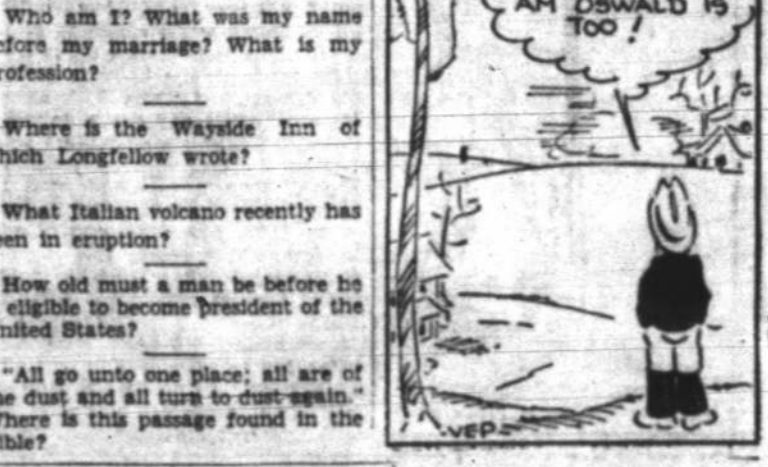 Who am I? What was my name
efore my marriage? What is my
rofession?
Where is the Wayside Inn of
hich Longfellow wrote?
What Italian volcano recently has
een in eruption?
How old must a man be before he
eligible to become president of the
nited States?
"All go unto one place; all are of
he dust and all turn to dust again."
here is this passage found in the
ible?
AM OSWALD IS
TOO!
VEP